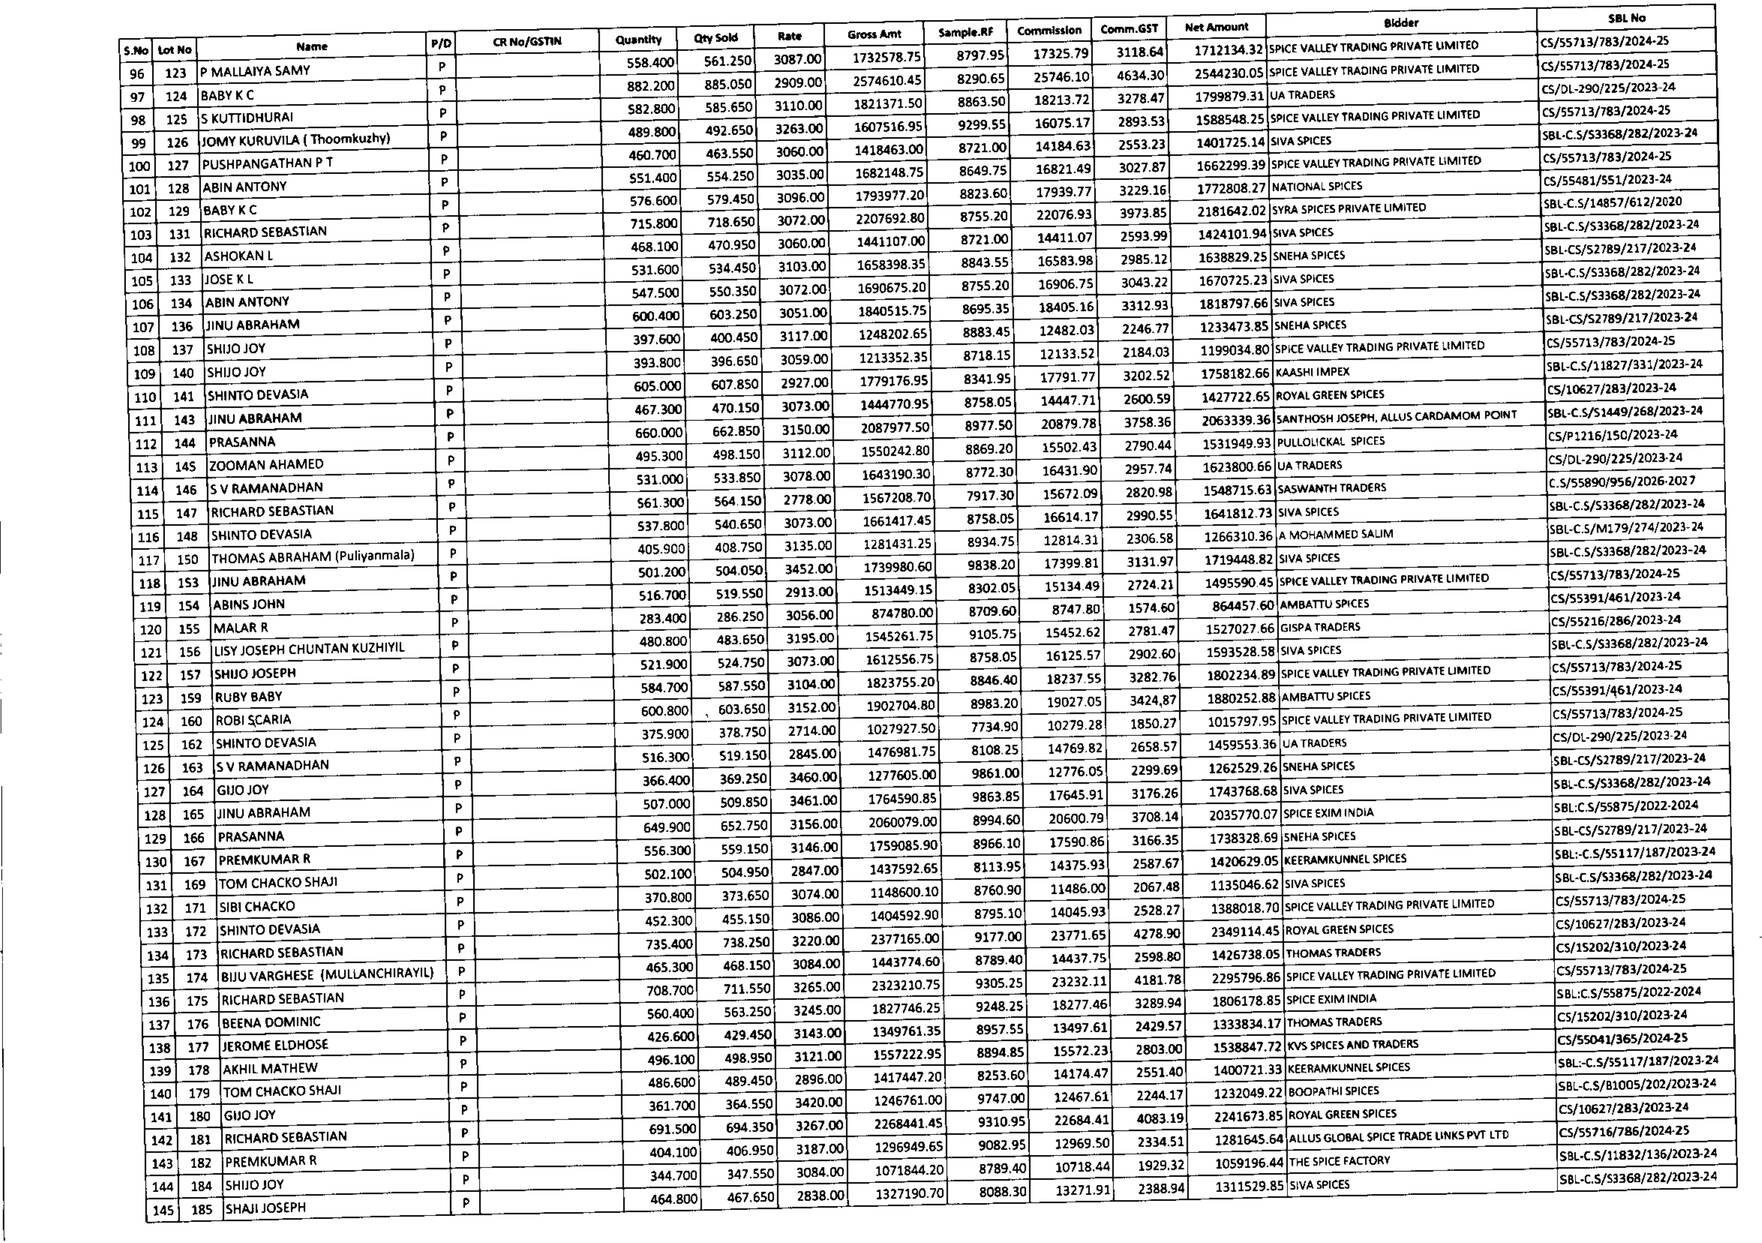 S.No Lot No Name P/D CR No/GSTIN Quantity Qty Sold Rate Gross Amt Sample.RF Commission Comm.GST Net Amount Bidder SBL No
96 123 P MALLAIYA SAMY P 558.400 561.250 3087.00 1732578.75 8797.95 17325.79 3118.64 1712134.32 SPICE VALLEY TRADING PRIVATE LIMITED CS/55713/783/2024-25
97 124 BABY K C P 882.200 885.050 2909.00 2574610.45 8290.65 25746.10 4634.30 2544230.05 SPICE VALLEY TRADING PRIVATE LIMITED CS/55713/783/2024-25
98 125 S KUTTIDHURAI P 582.800 585.650 3110.00 1821371.50 8863.50 18213.72 3278.47 1799879.31 UA TRADERS CS/DL-290/225/2023-24
99 126 JOMY KURUVILA ( Thoomkuzhy) P 489.800 492.650 3263.00 1607516.95 9299.55 16075.17 2893.53 1588548.25 SPICE VALLEY TRADING PRIVATE LIMITED CS/55713/783/2024-25
100 127 PUSHPANGATHAN P T P 460.700 463.550 3060.00 1418463.00 8721.00 14184.63 2553.23 1401725.14 SIVA SPICES SBL-C.S/S3368/282/2023-24
101 128 ABIN ANTONY P 551.400 554.250 3035.00 1682148.75 8649.75 16821.49 3027.87 1662299.39 SPICE VALLEY TRADING PRIVATE LIMITED CS/55713/783/2024-25
102 129 BABY K C P 576.600 579.450 3096.00 1793977.20 8823.60 17939.77 3229.16 1772808.27 NATIONAL SPICES CS/55481/551/2023-24
103 131 RICHARD SEBASTIAN P 715.800 718.650 3072.00 2207692.80 8755.20 22076.93 3973.85 2181642.02 SYRA SPICES PRIVATE LIMITED SBL-C.S/14857/612/2020
104 132 ASHOKAN L P 468.100 470.950 3060.00 1441107.00 8721.00 14411.07 2593.99 1424101.94 SIVA SPICES SBL-C.S/S3368/282/2023-24
105 133 JOSE K L P 531.600 534.450 3103.00 1658398.35 8843.55 16583.98 2985.12 1638829.25 SNEHA SPICES SBL-CS/S2789/217/2023-24
106 134 ABIN ANTONY P 547.500 550.350 3072.00 1690675.20 8755.20 16906.75 3043.22 1670725.23 SIVA SPICES SBL-C.S/S3368/282/2023-24
107 136 JINU ABRAHAM P 600.400 603.250 3051.00 1840515.75 8695.35 18405.16 3312.93 1818797.66 SIVA SPICES SBL-C.S/S3368/282/2023-24
108 137 SHIJO JOY P 397.600 400.450 3117.00 1248202.65 8883.45 12482.03 2246.77 1233473.85 SNEHA SPICES SBL-CS/S2789/217/2023-24
109 140 SHIJO JOY P 393.800 396.650 3059.00 1213352.35 8718.15 12133.52 2184.03 1199034.80 SPICE VALLEY TRADING PRIVATE LIMITED CS/55713/783/2024-25
110 141 SHINTO DEVASIA P 605.000 607.850 2927.00 1779176.95 8341.95 17791.77 3202.52 1758182.66 KAASHI IMPEX SBL-C.S/11827/331/2023-24
111 143 JINU ABRAHAM P 467.300 470.150 3073.00 1444770.95 8758.05 14447.71 2600.59 1427722.65 ROYAL GREEN SPICES CS/10627/283/2023-24
112 144 PRASANNA P 660.000 662.850 3150.00 2087977.50 8977.50 20879.78 3758.36 2063339.36 SANTHOSH JOSEPH, ALLUS CARDAMOM POINT SBL-C.S/S1449/268/2023-24
113 145 ZOOMAN AHAMED P 495.300 498.150 3112.00 1550242.80 8869.20 15502.43 2790.44 1531949.93 PULLOLICKAL SPICES CS/P1216/150/2023-24
114 146 S V RAMANADHAN P 531.000 533.850 3078.00 1643190.30 8772.30 16431.90 2957.74 1623800.66 UA TRADERS CS/DL-290/225/2023-24
115 147 RICHARD SEBASTIAN P 561.300 564.150 2778.00 1567208.70 7917.30 15672.09 2820.98 1548715.63 SASWANTH TRADERS C.S/55890/956/2026-2027
116 148 SHINTO DEVASIA P 537.800 540.650 3073.00 1661417.45 8758.05 16614.17 2990.55 1641812.73 SIVA SPICES SBL-C.S/S3368/282/2023-24
117 150 THOMAS ABRAHAM (Puliyanmala) P 405.900 408.750 3135.00 1281431.25 8934.75 12814.31 2306.58 1266310.36 A MOHAMMED SALIM SBL-C.S/M179/274/2023-24
118 153 JINU ABRAHAM P 501.200 504.050 3452.00 1739980.60 9838.20 17399.81 3131.97 1719448.82 SIVA SPICES SBL-C.S/S3368/282/2023-24
119 154 ABINS JOHN P 516.700 519.550 2913.00 1513449.15 8302.05 15134.49 2724.21 1495590.45 SPICE VALLEY TRADING PRIVATE LIMITED CS/55713/783/2024-25
120 155 MALAR R P 283.400 286.250 3056.00 874780.00 8709.60 8747.80 1574.60 864457.60 AMBATTU SPICES CS/55391/461/2023-24
121 156 LISY JOSEPH CHUNTAN KUZHIYIL P 480.800 483.650 3195.00 1545261.75 9105.75 15452.62 2781.47 1527027.66 GISPA TRADERS CS/55216/286/2023-24
122 157 SHIJO JOSEPH P 521.900 524.750 3073.00 1612556.75 8758.05 16125.57 2902.60 1593528.58 SIVA SPICES SBL-C.S/S3368/282/2023-24
123 159 RUBY BABY P 584.700 587.550 3104.00 1823755.20 8846.40 18237.55 3282.76 1802234.89 SPICE VALLEY TRADING PRIVATE LIMITED CS/55713/783/2024-25
124 160 ROBI SCARIA P 600.800 603.650 3152.00 1902704.80 8983.20 19027.05 3424.87 1880252.88 AMBATTU SPICES CS/55391/461/2023-24
125 162 SHINTO DEVASIA P 375.900 378.750 2714.00 1027927.50 7734.90 10279.28 1850.27 1015797.95 SPICE VALLEY TRADING PRIVATE LIMITED CS/55713/783/2024-25
126 163 S V RAMANADHAN P 516.300 519.150 2845.00 1476981.75 8108.25 14769.82 2658.57 1459553.36 UA TRADERS CS/DL-290/225/2023-24
127 164 GIJO JOY P 366.400 369.250 3460.00 1277605.00 9861.00 12776.05 2299.69 1262529.26 SNEHA SPICES SBL-CS/S2789/217/2023-24
128 165 JINU ABRAHAM P 507.000 509.850 3461.00 1764590.85 9863.85 17645.91 3176.26 1743768.68 SIVA SPICES SBL-C.S/S3368/282/2023-24
129 166 PRASANNA P 649.900 652.750 3156.00 2060079.00 8994.60 20600.79 3708.14 2035770.07 SPICE EXIM INDIA SBL:C.S/55875/2022-2024
130 167 PREMKUMAR R P 556.300 559.150 3146.00 1759085.90 8966.10 17590.86 3166.35 1738328.69 SNEHA SPICES SBL-CS/S2789/217/2023-24
131 169 TOM CHACKO SHAJI P 502.100 504.950 2847.00 1437592.65 8113.95 14375.93 2587.67 1420629.05 KEERAMKUNNEL SPICES SBL:-C.S/55117/187/2023-24
132 171 SIBI CHACKO P 370.800 373.650 3074.00 1148600.10 8760.90 11486.00 2067.48 1135046.62 SIVA SPICES SBL-C.S/S3368/282/2023-24
133 172 SHINTO DEVASIA P 452.300 455.150 3086.00 1404592.90 8795.10 14045.93 2528.27 1388018.70 SPICE VALLEY TRADING PRIVATE LIMITED CS/55713/783/2024-25
134 173 RICHARD SEBASTIAN P 735.400 738.250 3220.00 2377165.00 9177.00 23771.65 4278.90 2349114.45 ROYAL GREEN SPICES CS/10627/283/2023-24
135 174 BIJU VARGHESE (MULLANCHIRAYIL) P 465.300 468.150 3084.00 1443774.60 8789.40 14437.75 2598.80 1426738.05 THOMAS TRADERS CS/15202/310/2023-24
136 175 RICHARD SEBASTIAN P 708.700 711.550 3265.00 2323210.75 9305.25 23232.11 4181.78 2295796.86 SPICE VALLEY TRADING PRIVATE LIMITED CS/55713/783/2024-25
137 176 BEENA DOMINIC P 560.400 563.250 3245.00 1827746.25 9248.25 18277.46 3289.94 1806178.85 SPICE EXIM INDIA SBL:C.S/55875/2022-2024
138 177 JEROME ELDHOSE P 426.600 429.450 3143.00 1349761.35 8957.55 13497.61 2429.57 1333834.17 THOMAS TRADERS CS/15202/310/2023-24
139 178 AKHIL MATHEW P 496.100 498.950 3121.00 1557222.95 8894.85 15572.23 2803.00 1538847.72 KVS SPICES AND TRADERS CS/55041/365/2024-25
140 179 TOM CHACKO SHAJI P 486.600 489.450 2896.00 1417447.20 8253.60 14174.47 2551.40 1400721.33 KEERAMKUNNEL SPICES SBL:-C.S/55117/187/2023-24
141 180 GIJO JOY P 361.700 364.550 3420.00 1246761.00 9747.00 12467.61 2244.17 1232049.22 BOOPATHI SPICES SBL-C.S/B1005/202/2023-24
142 181 RICHARD SEBASTIAN P 691.500 694.350 3267.00 2268441.45 9310.95 22684.41 4083.19 2241673.85 ROYAL GREEN SPICES CS/10627/283/2023-24
143 182 PREMKUMAR R P 404.100 406.950 3187.00 1296949.65 9082.95 12969.50 2334.51 1281645.64 ALLUS GLOBAL SPICE TRADE LINKS PVT LTD CS/55716/786/2024-25
144 184 SHIJO JOY P 344.700 347.550 3084.00 1071844.20 8789.40 10718.44 1929.32 1059196.44 THE SPICE FACTORY SBL-C.S/11832/136/2023-24
145 185 SHAJI JOSEPH P 464.800 467.650 2838.00 1327190.70 8088.30 13271.91 2388.94 1311529.85 SIVA SPICES SBL-C.S/S3368/282/2023-24